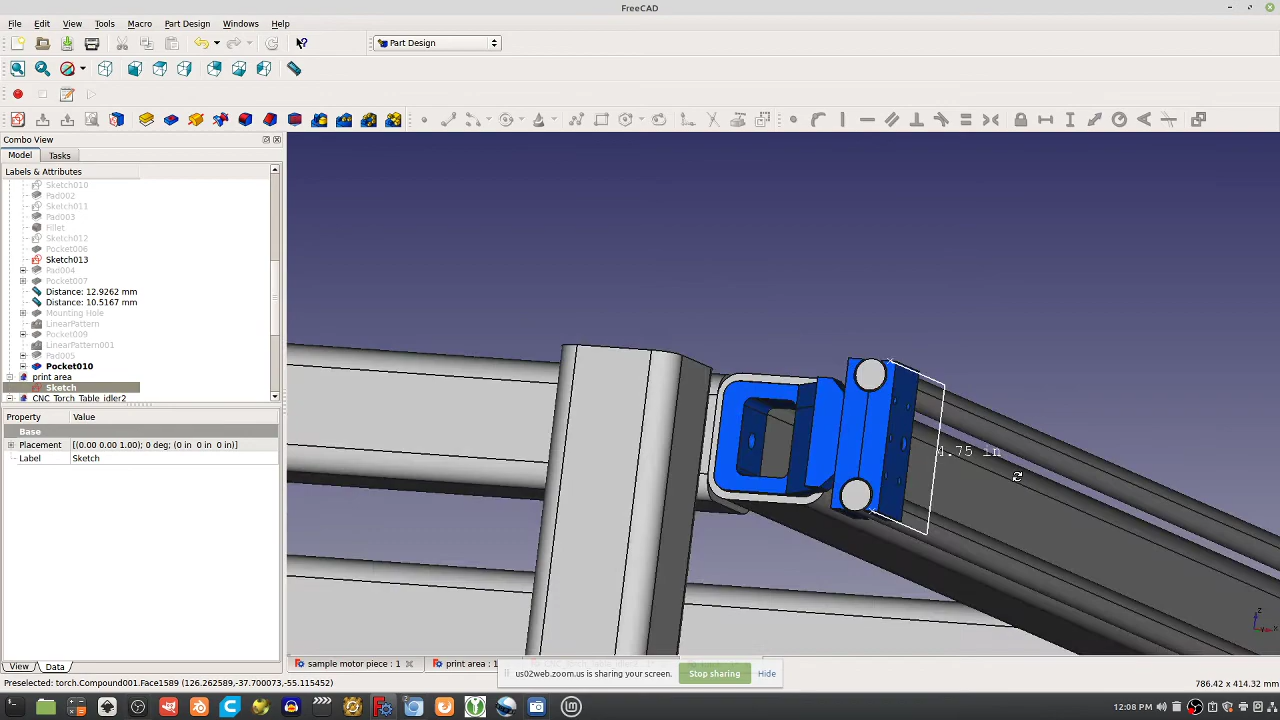 FreeCAD
File Edit View Tools Macro Part Design Windows Help
Part Design
Combo View
Model Tasks
Labels & Attributes
Sketch010
Pad002
Sketch011
Pad003
Fillet
Sketch012
Pocket006
Sketch013
Pad004
Pocket007
Distance: 12.9262 mm
Distance: 10.5167 mm
Mounting Hole
LinearPattern
Pocket009
LinearPattern001
Pad005
Pocket010
print area
Sketch
CNC_Torch_Table_idler2
Property Value
Base
Placement [(0.00 0.00 1.00); 0 deg; (0 in 0 in 0 in)]
Label Sketch
4.75 in
View Data
sample motor piece : 1
print area : 1
us02web.zoom.us is sharing your screen. Stop sharing Hide
Preselected: torch.Compound001.Face1589 (126.262589,-37.700073,-55.115452)
786.42 x 414.32 mm
12:08 PM